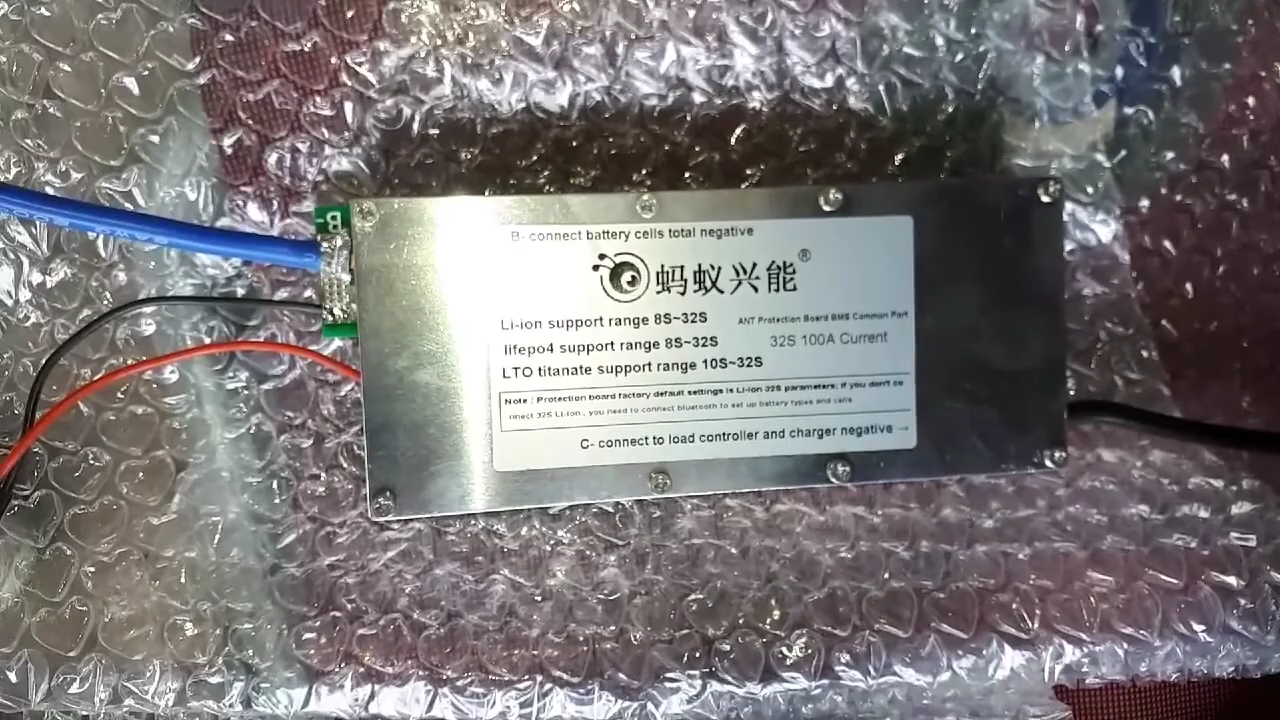 B-
B- connect battery cells total negative
蚂蚁兴能®
Li-ion support range 8S~32S
ANT Protection Board BMS Common Port
lifepo4 support range 8S~32S
32S 100A Current
LTO titanate support range 10S~32S
Note : Protection board factory default settings is Li-ion 32S parameters; if you don't co
nnect 32S Li-ion , you need to connect bluetooth to set up battery types and cells
C- connect to load controller and charger negative →